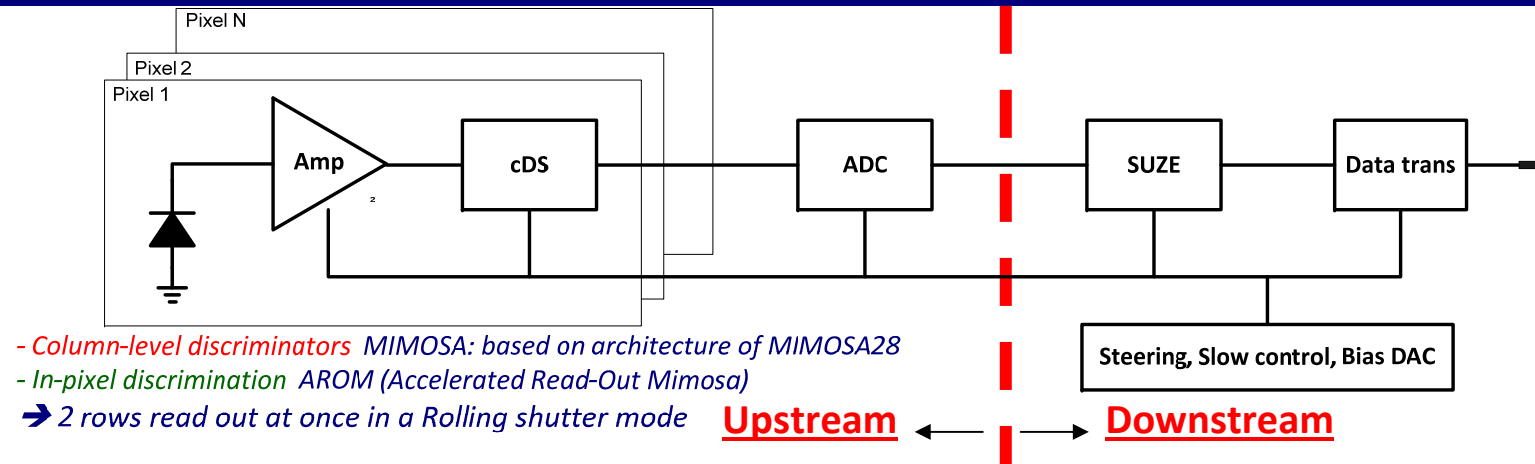 Pixel N
Pixel 2
Pixel 1
Amp
2
cDS
ADC
SUZE
Data trans
- Column-level discriminators MIMOSA: based on architecture of MIMOSA28
- In-pixel discrimination AROM (Accelerated Read-Out Mimosa)
➔ 2 rows read out at once in a Rolling shutter mode
Steering, Slow control, Bias DAC
Upstream
Downstream